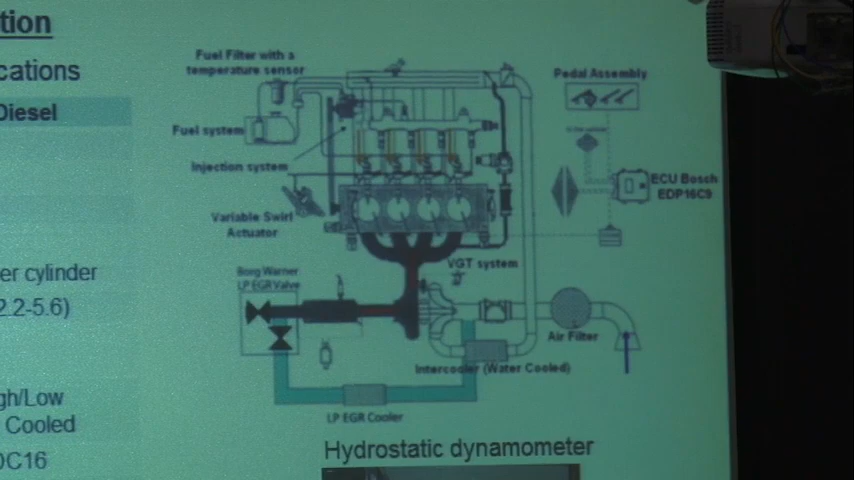 tion
cations
Diesel
er cylinder
2.2-5.6)
gh/Low
Cooled
DC16
Fuel Filter with a
temperature sensor
Fuel system
Injection system
Variable Swirl
Actuator
Pedal Assembly
ECU Bosch
EDP16C9
VGT system
Borg Warner
LP EGR Valve
Air Filter
Intercooler (Water Cooled)
LP EGR Cooler
Hydrostatic dynamometer